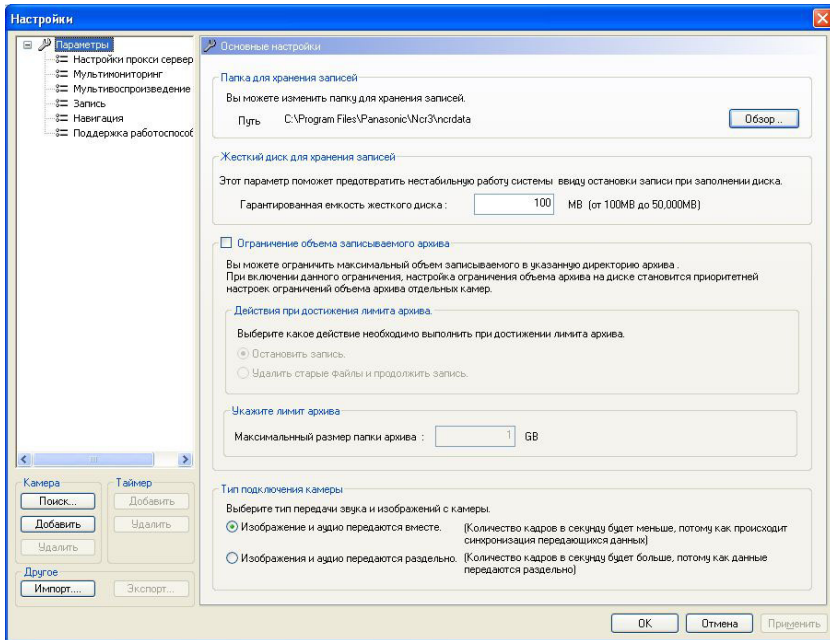 Настройки
Параметры
Настройки прокси сервер
Мультимониторинг
Мультивоспроизведение
Запись
Навигация
Поддержка работоспособ
Камера
Поиск...
Добавить
Удалить
Таймер
Добавить
Удалить
Другое
Импорт....
Экспорт...
Основные настройки
Папка для хранения записей
Вы можете изменить папку для хранения записей.
Путь C:\Program Files\Panasonic\Ncr3\ncrdata
Обзор ..
Жесткий диск для хранения записей
Этот параметр поможет предотвратить нестабильную работу системы ввиду остановки записи при заполнении диска.
Гарантированная емкость жесткого диска : 100 MB (от 100MB до 50,000MB)
Ограничение объема записываемого архива
Вы можете ограничить максимальный объем записываемого в указанную директорию архива .
При включении данного ограничения, настройка ограничения объема архива на диске становится приоритетней
настроек ограничений объема архива отдельных камер.
Действия при достижения лимита архива.
Выберите какое действие необходимо выполнить при достижении лимита архива.
Остановить запись.
Удалить старые файлы и продолжить запись.
Укажите лимит архива
Максимальнный размер папки архива : 1 GB
Тип подключения камеры
Выберите тип передачи звука и изображений с камеры.
Изображение и аудио передаются вместе. (Количество кадров в секунду будет меньше, потому как происходит
синхронизация передающихся данных)
Изображения и аудио передаются раздельно. (Количество кадров в секунду будет больше, потому как данные
передаются раздельно)
OK
Отмена
Применить